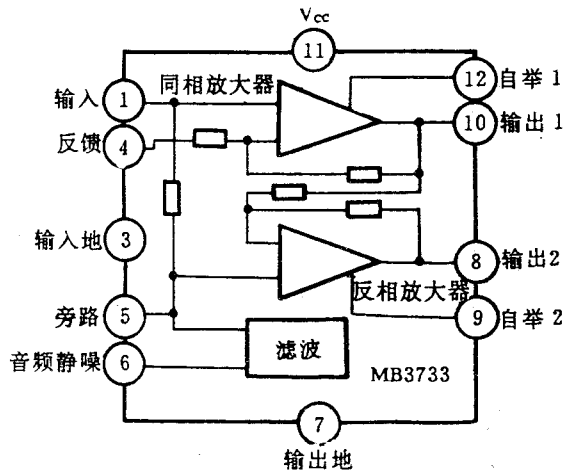 Vcc
11
输入 1 同相放大器 12 自举1
反馈 4 10 输出1
输入地 3
8 输出2
旁路 5 反相放大器 9 自举2
音频静噪 6 滤波 MB3733
7
输出地